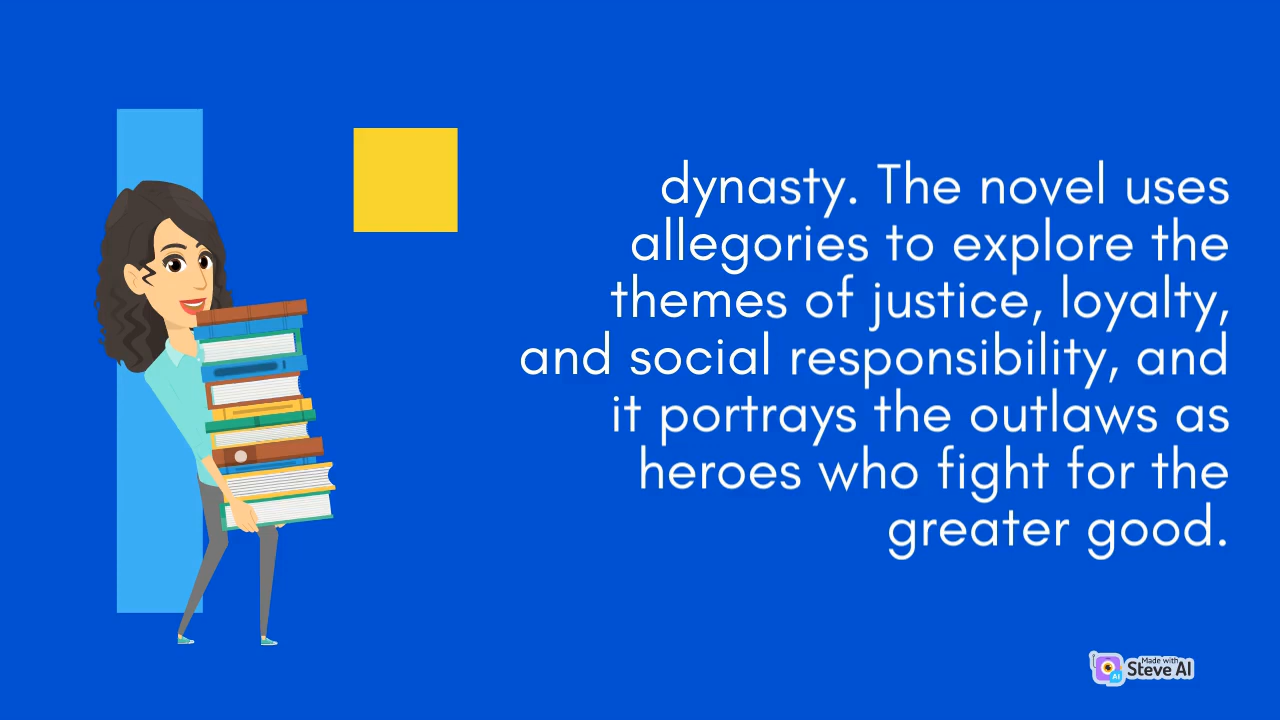 dynasty. The novel uses
allegories to explore the
themes of justice, loyalty,
and social responsibility, and
it portrays the outlaws as
heroes who fight for the
greater good.
Made with
Steve AI
AI